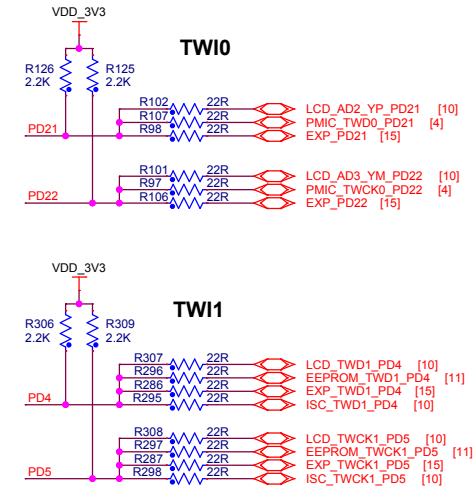 VDD_3V3
TWI0
R126 R125
2.2K 2.2K
R102 22R LCD_AD2_YP_PD21 [10]
R107 22R PMIC_TWD0_PD21 [4]
PD21 R98 22R EXP_PD21 [15]
R101 22R LCD_AD3_YM_PD22 [10]
R97 22R PMIC_TWCK0_PD22 [4]
PD22 R106 22R EXP_PD22 [15]
VDD_3V3
TWI1
R306 R309
2.2K 2.2K
R307 22R LCD_TWD1_PD4 [10]
R296 22R EEPROM_TWD1_PD4 [11]
R286 22R EXP_TWD1_PD4 [15]
PD4 R295 22R ISC_TWD1_PD4 [10]
R308 22R LCD_TWCK1_PD5 [10]
R297 22R EEPROM_TWCK1_PD5 [11]
R287 22R EXP_TWCK1_PD5 [15]
PD5 R298 22R ISC_TWCK1_PD5 [10]